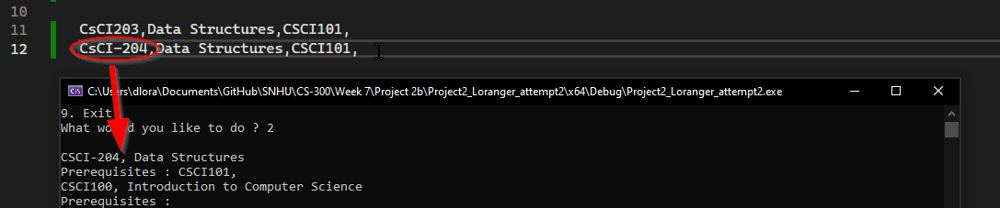 10
11 CsCI203,Data Structures,CSCI101,
12 CsCI-204,Data Structures,CSCI101,
C:\Users\dlora\Documents\GitHub\SNHU\CS-300\Week 7\Project 2b\Project2_Loranger_attempt2\x64\Debug\Project2_Loranger_attempt2.exe
9. Exit
What would you like to do ? 2
CSCI-204, Data Structures
Prerequisites : CSCI101,
CSCI100, Introduction to Computer Science
Prerequisites :